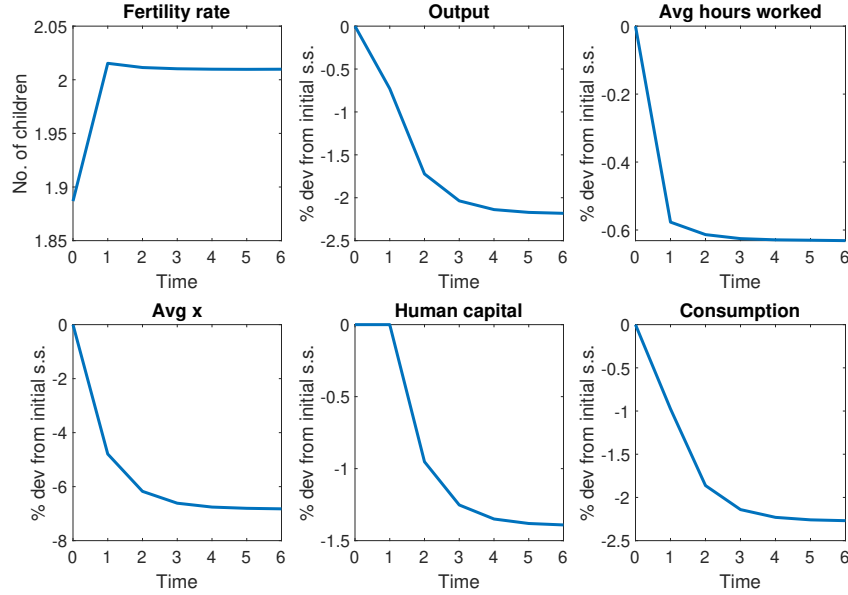 Fertility rate
No. of children
2.05
2
1.95
1.9
1.85
0 1 2 3 4 5 6
Time
Output
% dev from initial s.s.
0
-0.5
-1
-1.5
-2
-2.5
0 1 2 3 4 5 6
Time
Avg hours worked
% dev from initial s.s.
0
-0.2
-0.4
-0.6
0 1 2 3 4 5 6
Time
Avg x
% dev from initial s.s.
0
-2
-4
-6
-8
0 1 2 3 4 5 6
Time
Human capital
% dev from initial s.s.
0
-0.5
-1
-1.5
0 1 2 3 4 5 6
Time
Consumption
% dev from initial s.s.
0
-0.5
-1
-1.5
-2
-2.5
0 1 2 3 4 5 6
Time